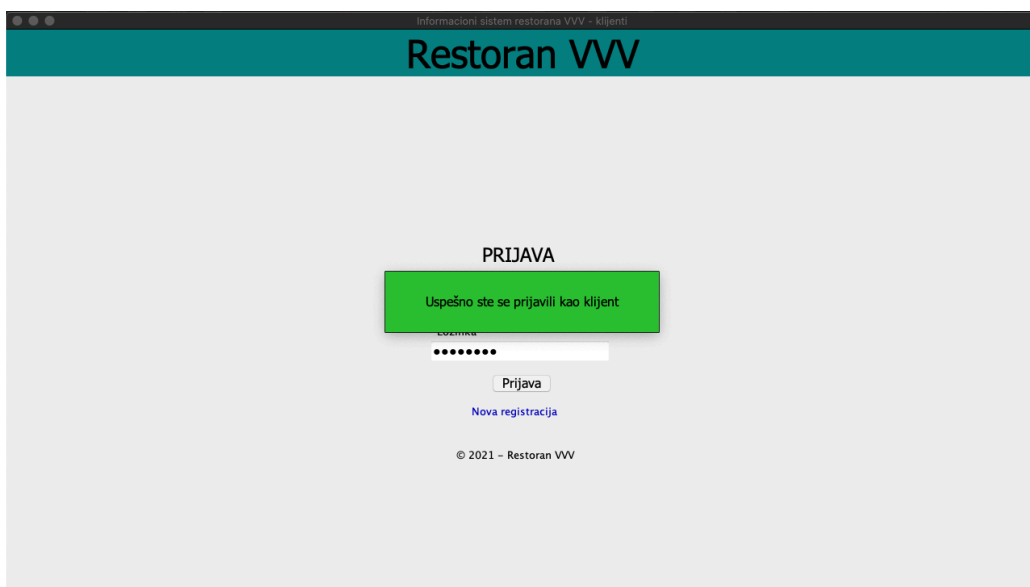 Informacioni sistem restorana VVV - klijenti
Restoran VVV
PRIJAVA
Uspešno ste se prijavili kao klijent
Lozinka
••••••••
Prijava
Nova registracija
© 2021 – Restoran VVV